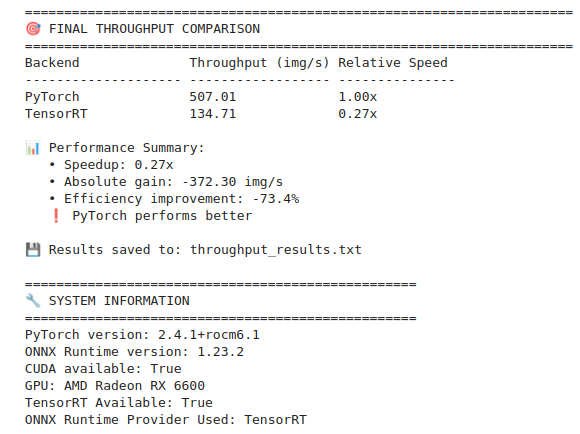 ======================================================================
🎯 FINAL THROUGHPUT COMPARISON
======================================================================
Backend              Throughput (img/s) Relative Speed
-------------------- ------------------ ---------------
PyTorch              507.01             1.00x
TensorRT             134.71             0.27x
📊 Performance Summary:
• Speedup: 0.27x
• Absolute gain: -372.30 img/s
• Efficiency improvement: -73.4%
❗ PyTorch performs better
💾 Results saved to: throughput_results.txt
==================================================
🔧 SYSTEM INFORMATION
==================================================
PyTorch version: 2.4.1+rocm6.1
ONNX Runtime version: 1.23.2
CUDA available: True
GPU: AMD Radeon RX 6600
TensorRT Available: True
ONNX Runtime Provider Used: TensorRT